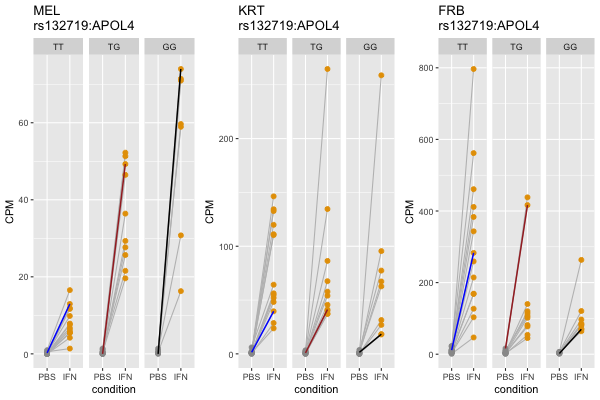 MEL
rs132719:APOL4
TT TG GG
CPM
60
40
20
0
PBS IFN PBS IFN PBS IFN
condition
KRT
rs132719:APOL4
TT TG GG
CPM
200
100
0
PBS IFN PBS IFN PBS IFN
condition
FRB
rs132719:APOL4
TT TG GG
CPM
800
600
400
200
0
PBS IFN PBS IFN PBS IFN
condition